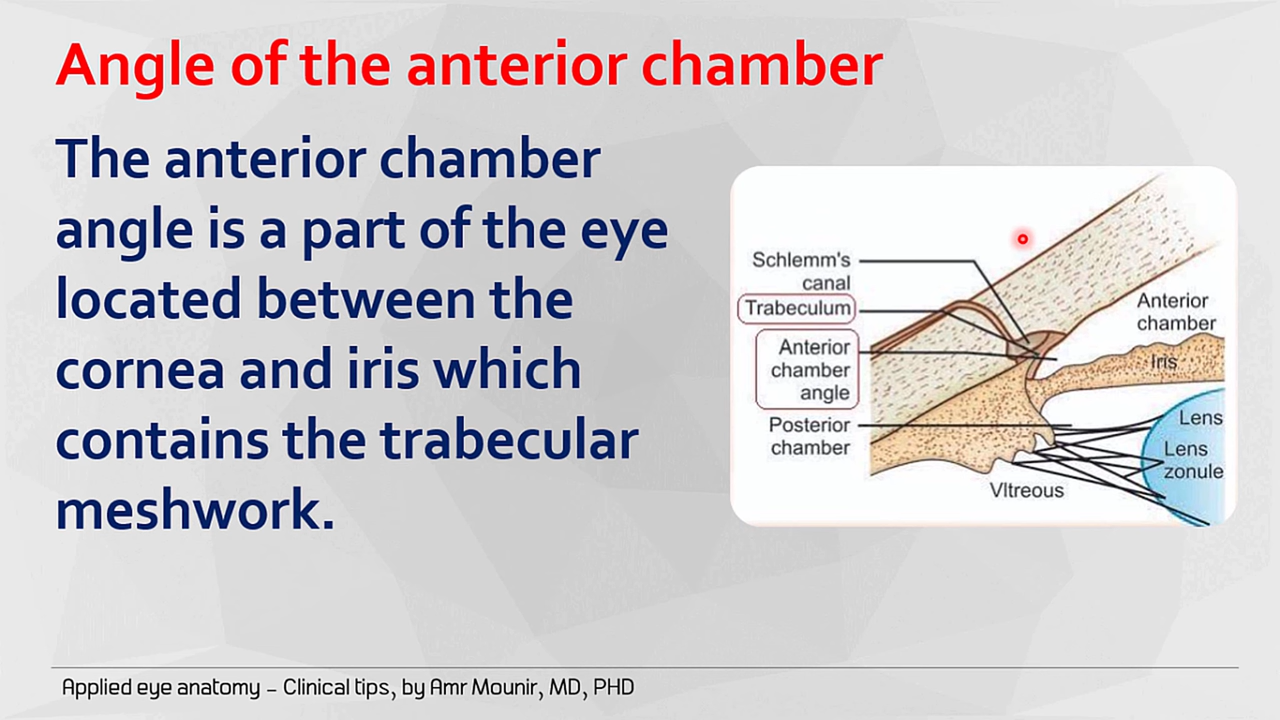 Angle of the anterior chamber
The anterior chamber
angle is a part of the eye
located between the
cornea and iris which
contains the trabecular
meshwork.
Schlemm's
canal
Trabeculum
Anterior
chamber
angle
Posterior
chamber
Anterior
chamber
Iris
Lens
Lens
zonule
VItreous
Applied eye anatomy – Clinical tips, by Amr Mounir, MD, PHD